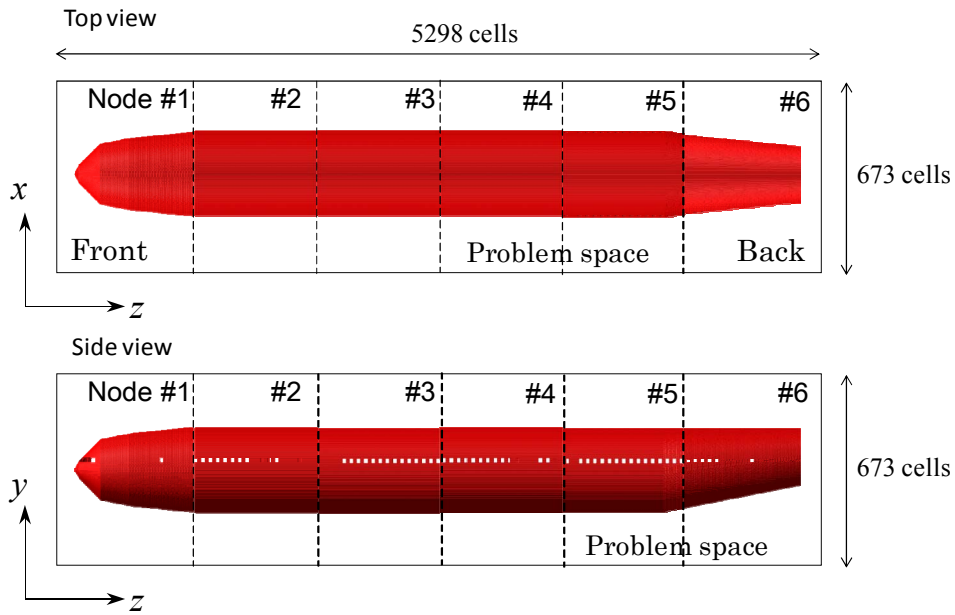 Top view
5298 cells
Node #1 #2 #3 #4 #5 #6
673 cells
x
Front Problem space Back
z
Side view
Node #1 #2 #3 #4 #5 #6
673 cells
y
Problem space
z